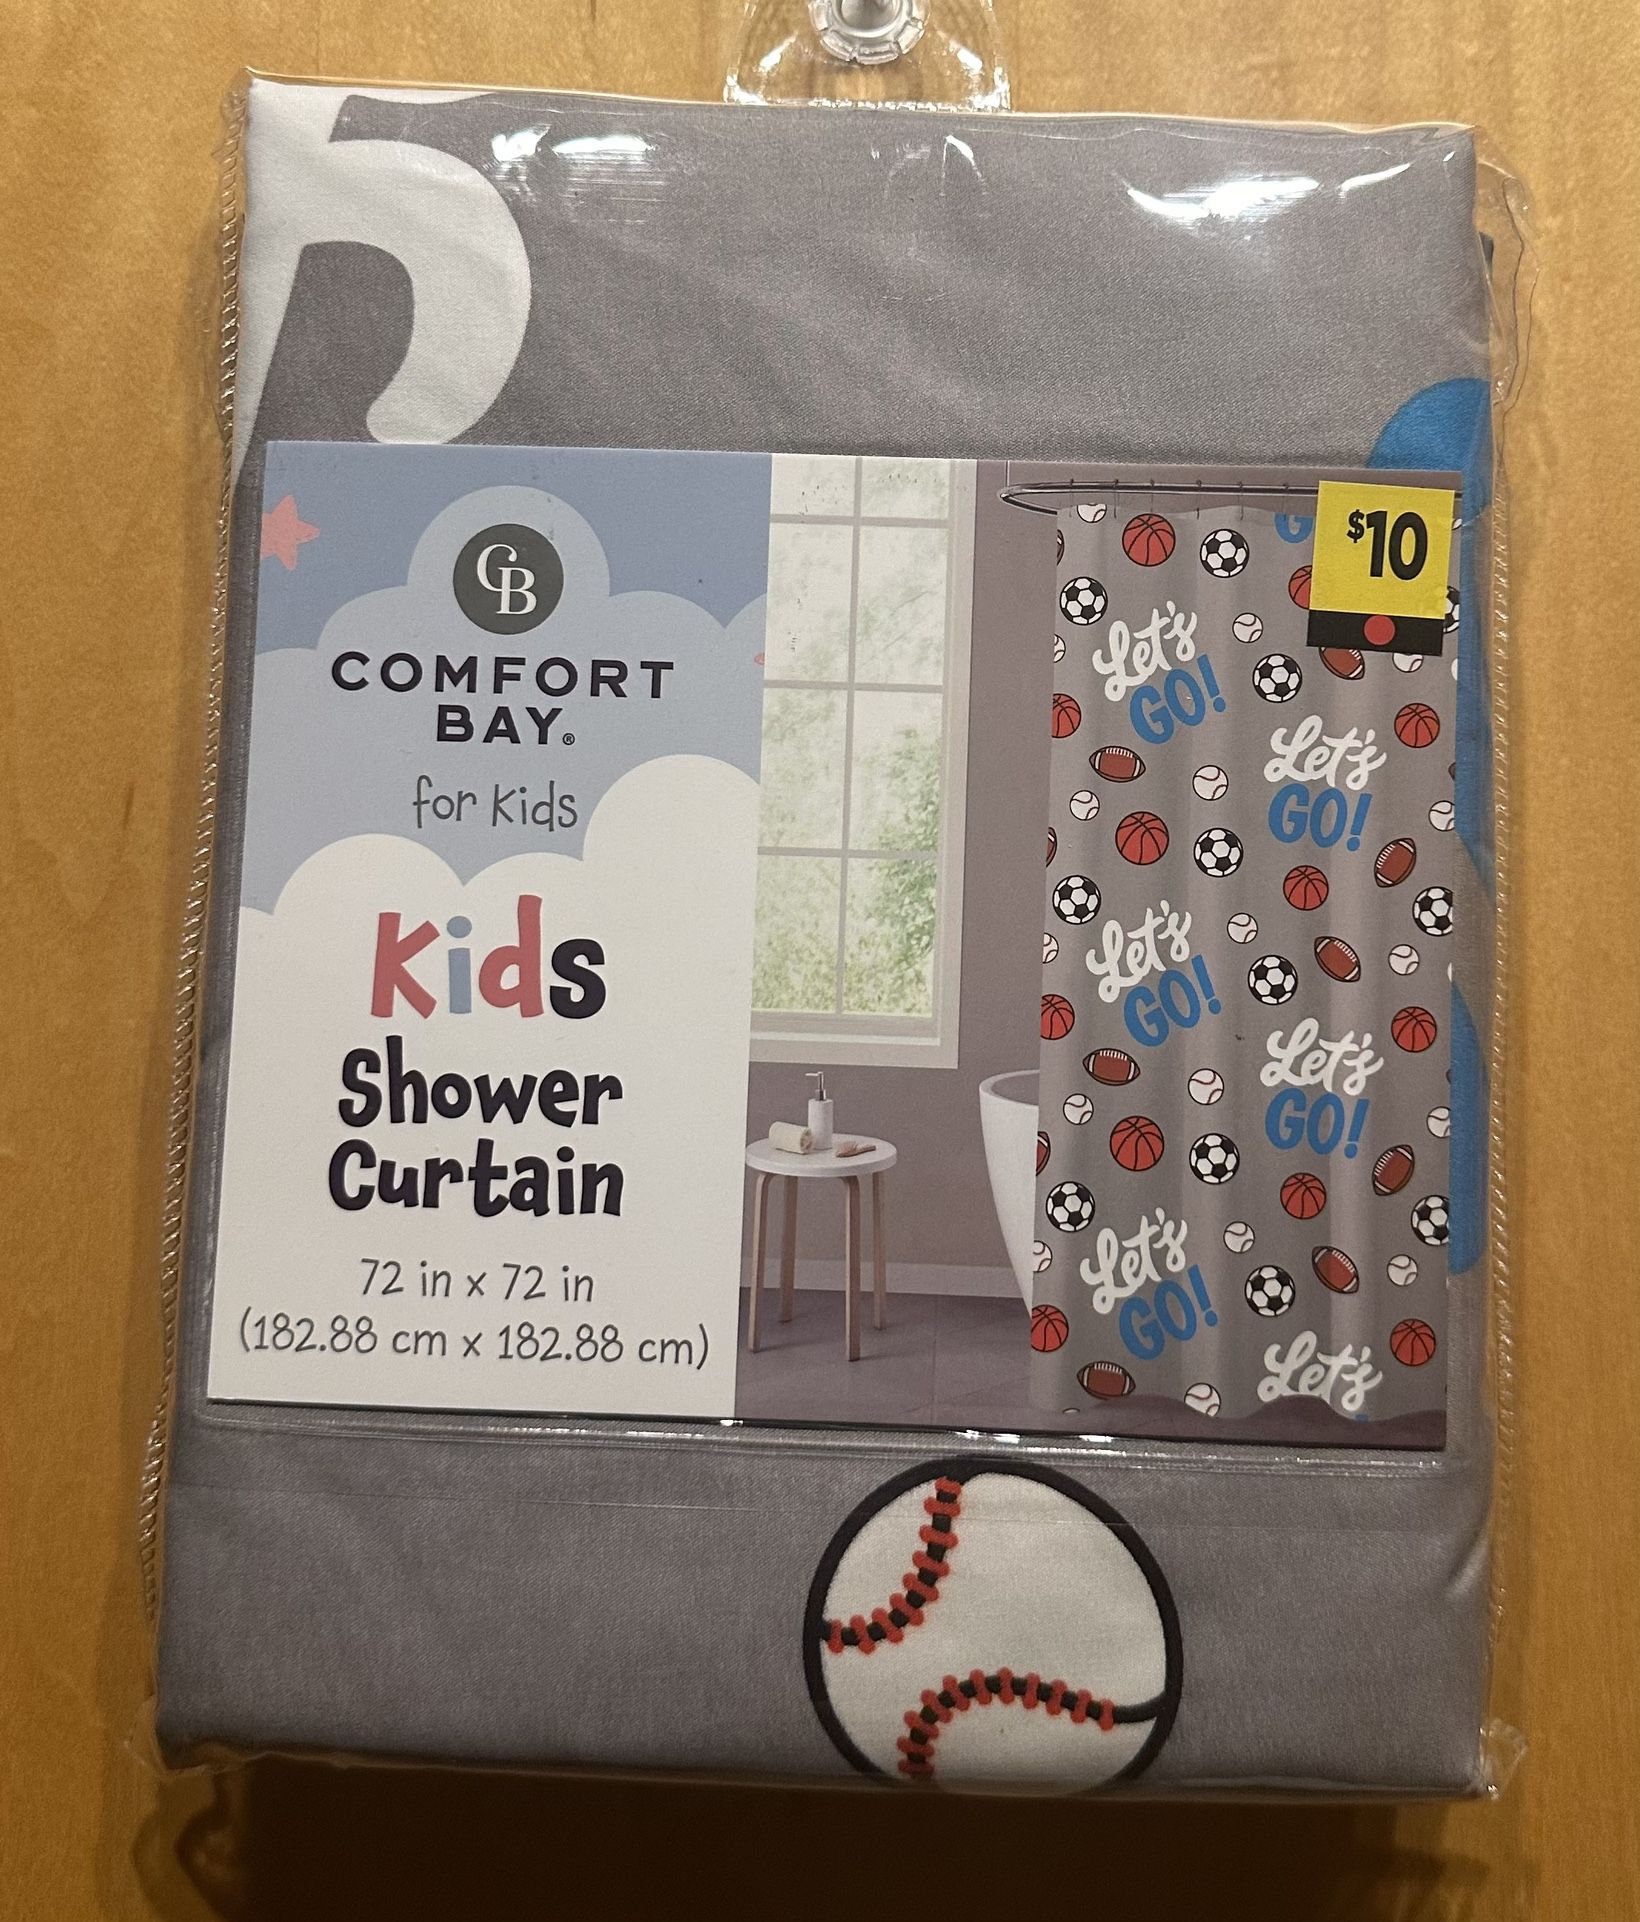 CB
COMFORT
BAY®
for Kids
Kids
Shower
Curtain
72 in x 72 in
(182.88 cm x 182.88 cm)
$10
G
Let's
GO!
Let's
GO!
Let's
GO!
Let's
GO!
Let's
GO!
Let's